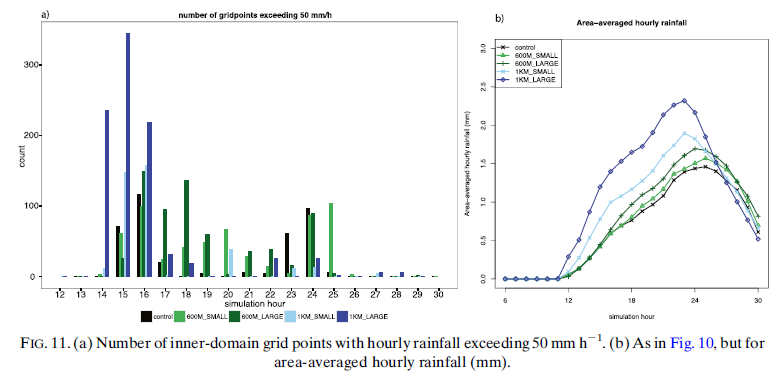 a)
number of gridpoints exceeding 50 mm/h
300
200
100
0
count
12 13 14 15 16 17 18 19 20 21 22 23 24 25 26 27 28 29 30
simulation hour
control 600M_SMALL 600M_LARGE 1KM_SMALL 1KM_LARGE
b)
Area-averaged hourly rainfall
control
600M_SMALL
600M_LARGE
1KM_SMALL
1KM_LARGE
3.0
2.5
2.0
1.5
1.0
0.5
0.0
Area-averaged hourly rainfall (mm)
6 12 18 24 30
simulation hour
FIG. 11. (a) Number of inner-domain grid points with hourly rainfall exceeding 50 mm h⁻¹. (b) As in Fig. 10, but for
area-averaged hourly rainfall (mm).